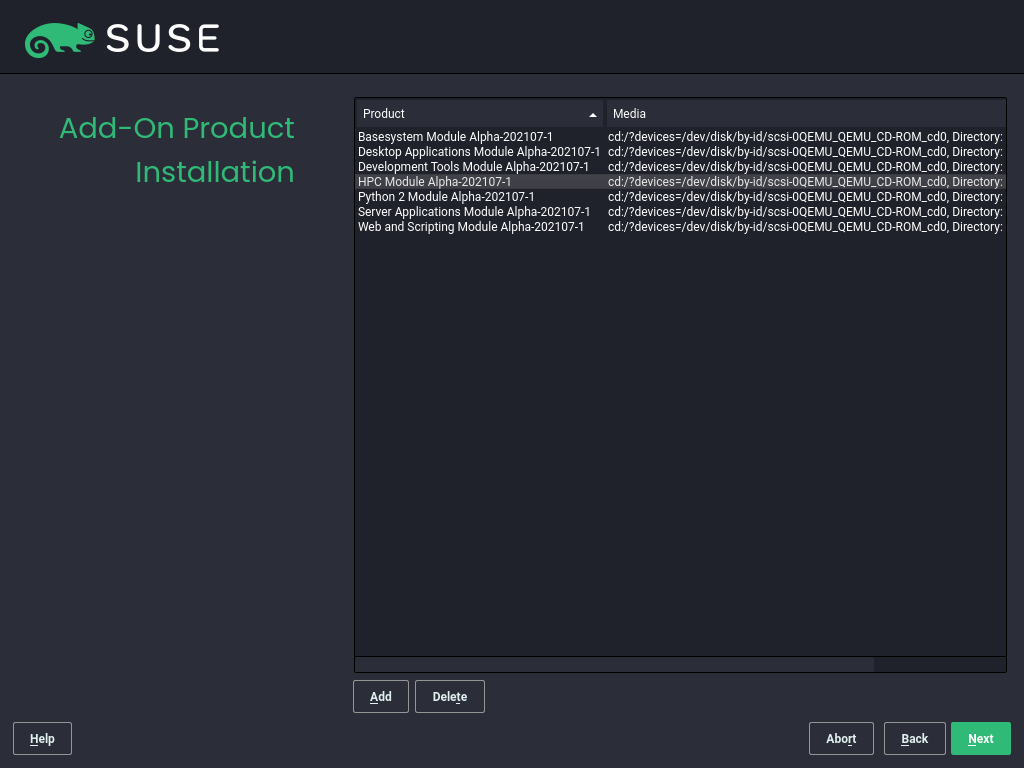 SUSE
Add-On Product
Installation
Product Media
Basesystem Module Alpha-202107-1 cd:/?devices=/dev/disk/by-id/scsi-0QEMU_QEMU_CD-ROM_cd0, Directory:
Desktop Applications Module Alpha-202107-1 cd:/?devices=/dev/disk/by-id/scsi-0QEMU_QEMU_CD-ROM_cd0, Directory:
Development Tools Module Alpha-202107-1 cd:/?devices=/dev/disk/by-id/scsi-0QEMU_QEMU_CD-ROM_cd0, Directory:
HPC Module Alpha-202107-1 cd:/?devices=/dev/disk/by-id/scsi-0QEMU_QEMU_CD-ROM_cd0, Directory:
Python 2 Module Alpha-202107-1 cd:/?devices=/dev/disk/by-id/scsi-0QEMU_QEMU_CD-ROM_cd0, Directory:
Server Applications Module Alpha-202107-1 cd:/?devices=/dev/disk/by-id/scsi-0QEMU_QEMU_CD-ROM_cd0, Directory:
Web and Scripting Module Alpha-202107-1 cd:/?devices=/dev/disk/by-id/scsi-0QEMU_QEMU_CD-ROM_cd0, Directory:
Add Delete
Help Abort Back Next